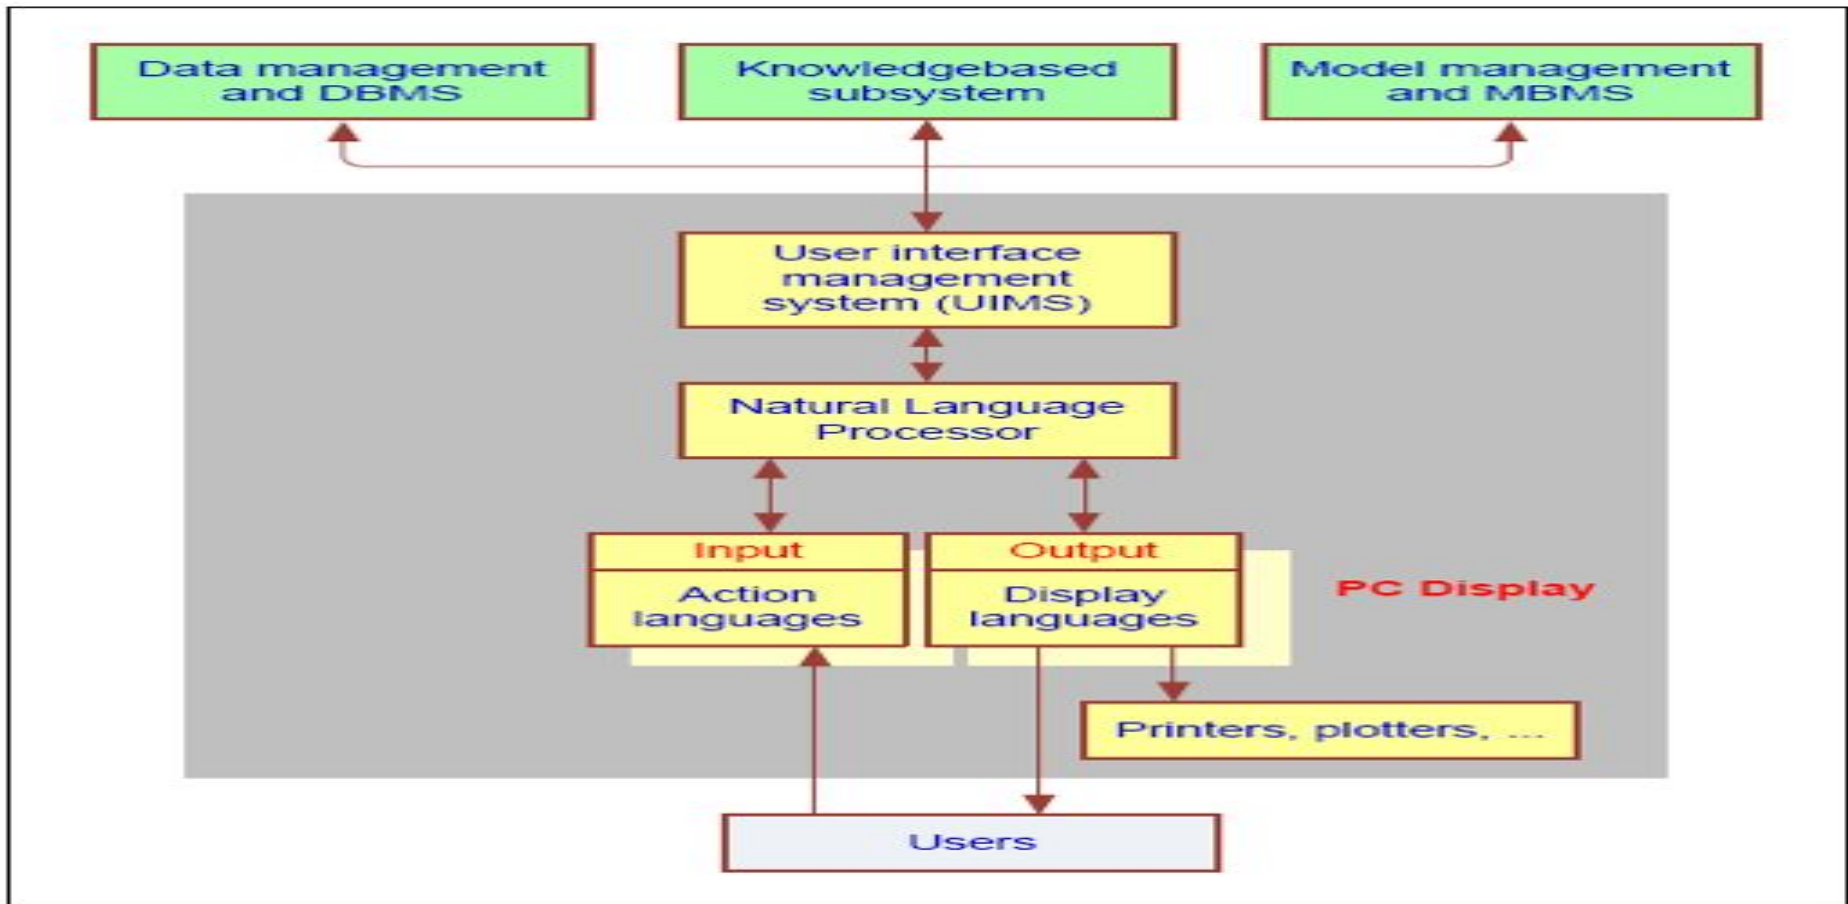 Data management
and DBMS
Knowledgebased
subsystem
Model management
and MBMS
User interface
management
system (UIMS)
Natural Language
Processor
Input
Action
languages
Output
Display
languages
PC Display
Printers, plotters, ...
Users